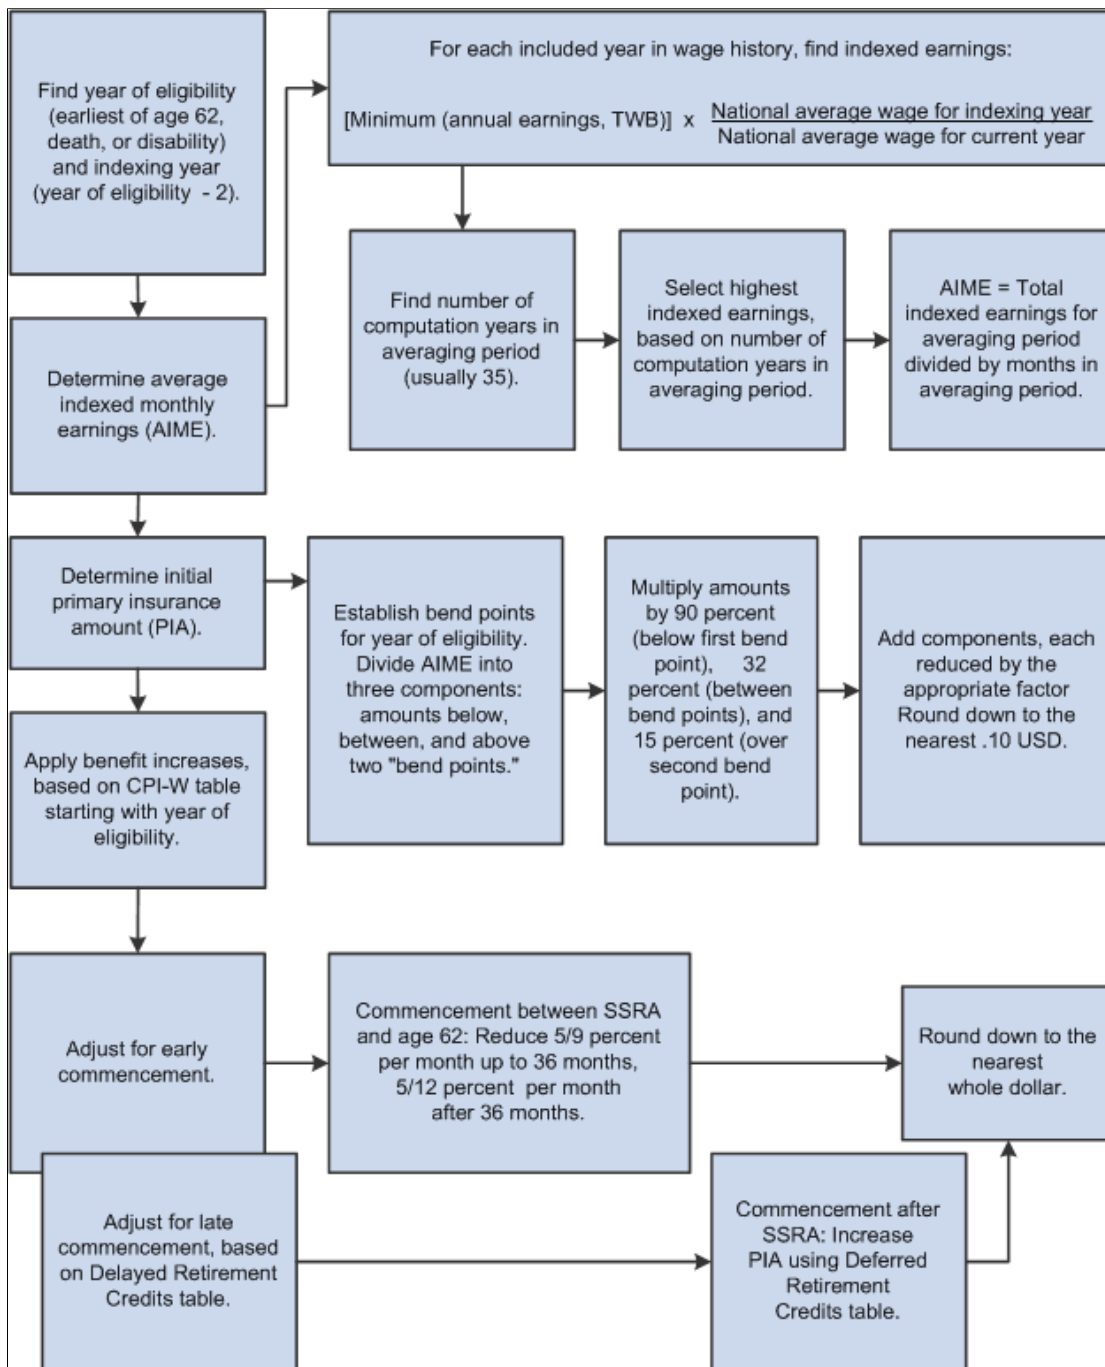 Find year of eligibility
(earliest of age 62,
death, or disability)
and indexing year
(year of eligibility - 2).
For each included year in wage history, find indexed earnings:
[Minimum (annual earnings, TWB)] x
National average wage for indexing year
National average wage for current year
Determine average
indexed monthly
earnings (AIME).
Find number of
computation years in
averaging period
(usually 35).
Select highest
indexed earnings,
based on number of
computation years in
averaging period.
AIME = Total
indexed earnings for
averaging period
divided by months in
averaging period.
Determine initial
primary insurance
amount (PIA).
Establish bend points
for year of eligibility.
Divide AIME into
three components:
amounts below,
between, and above
two "bend points."
Multiply amounts
by 90 percent
(below first bend
point), 32
percent (between
bend points), and
15 percent (over
second bend
point).
Add components, each
reduced by the
appropriate factor
Round down to the
nearest .10 USD.
Apply benefit increases,
based on CPI-W table
starting with year of
eligibility.
Adjust for early
commencement.
Commencement between SSRA
and age 62: Reduce 5/9 percent
per month up to 36 months,
5/12 percent per month
after 36 months.
Round down to the
nearest
whole dollar.
Adjust for late
commencement, based
on Delayed Retirement
Credits table.
Commencement after
SSRA: Increase
PIA using Deferred
Retirement
Credits table.